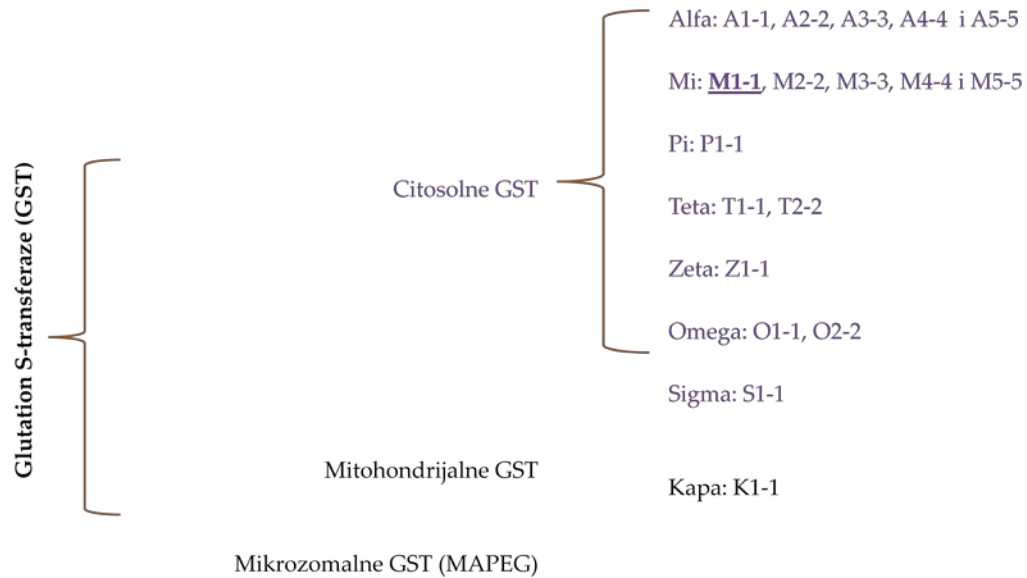 Glutation S-transferaze (GST)
Citosolne GST
Alfa: A1-1, A2-2, A3-3, A4-4 i A5-5
Mi: M1-1, M2-2, M3-3, M4-4 i M5-5
Pi: P1-1
Teta: T1-1, T2-2
Zeta: Z1-1
Omega: O1-1, O2-2
Sigma: S1-1
Mitohondrijalne GST
Kapa: K1-1
Mikrozomalne GST (MAPEG)